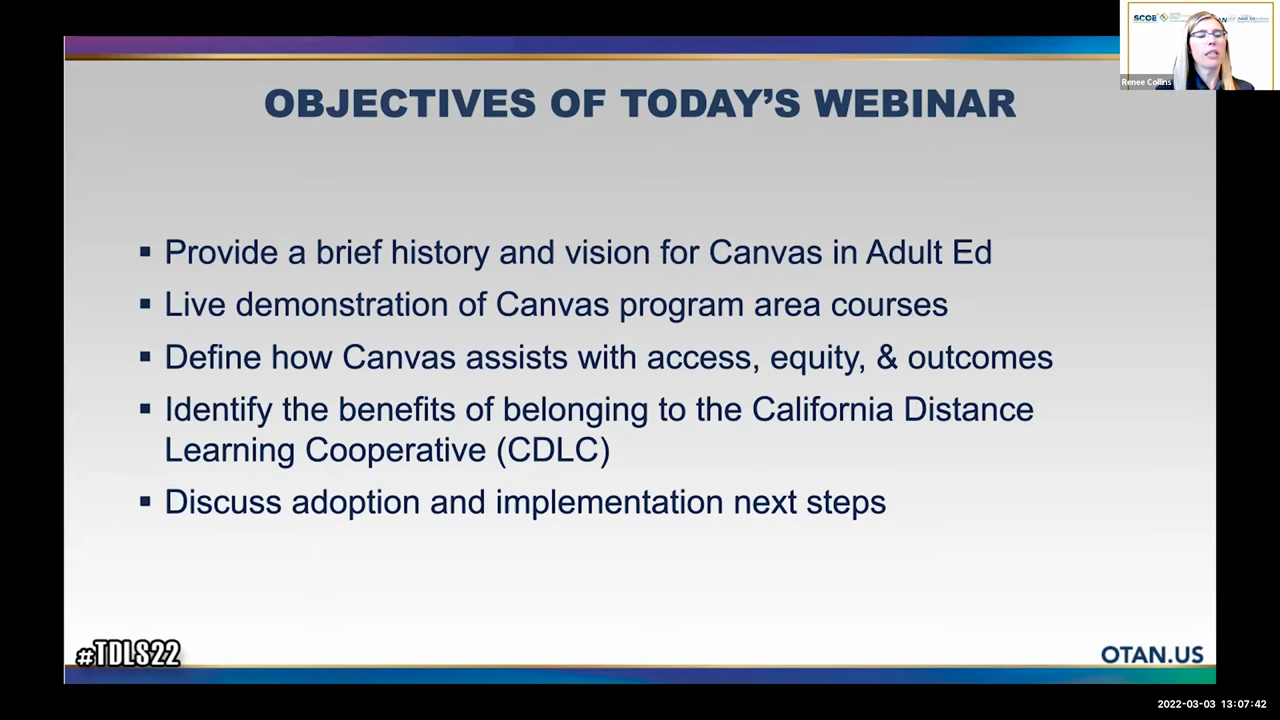 SCOE
Renee Collins
OBJECTIVES OF TODAY'S WEBINAR
▪ Provide a brief history and vision for Canvas in Adult Ed
▪ Live demonstration of Canvas program area courses
▪ Define how Canvas assists with access, equity, & outcomes
▪ Identify the benefits of belonging to the California Distance
Learning Cooperative (CDLC)
▪ Discuss adoption and implementation next steps
#TDLS22
OTAN.US
2022-03-03 13:07:42